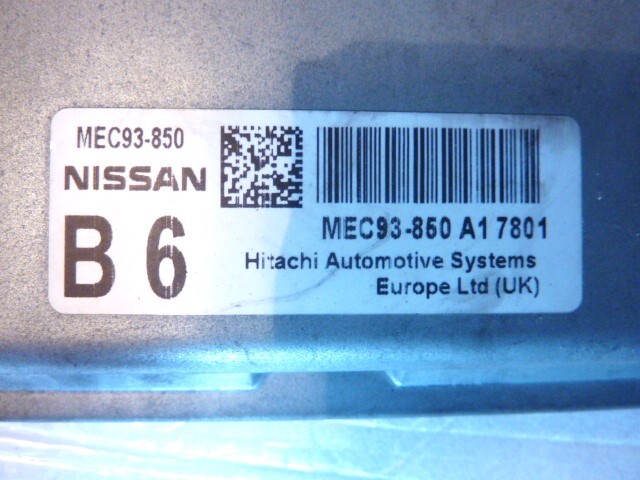 MEC93-850
NISSAN
B 6
MEC93-850 A1 7801
Hitachi Automotive Systems
Europe Ltd (UK)